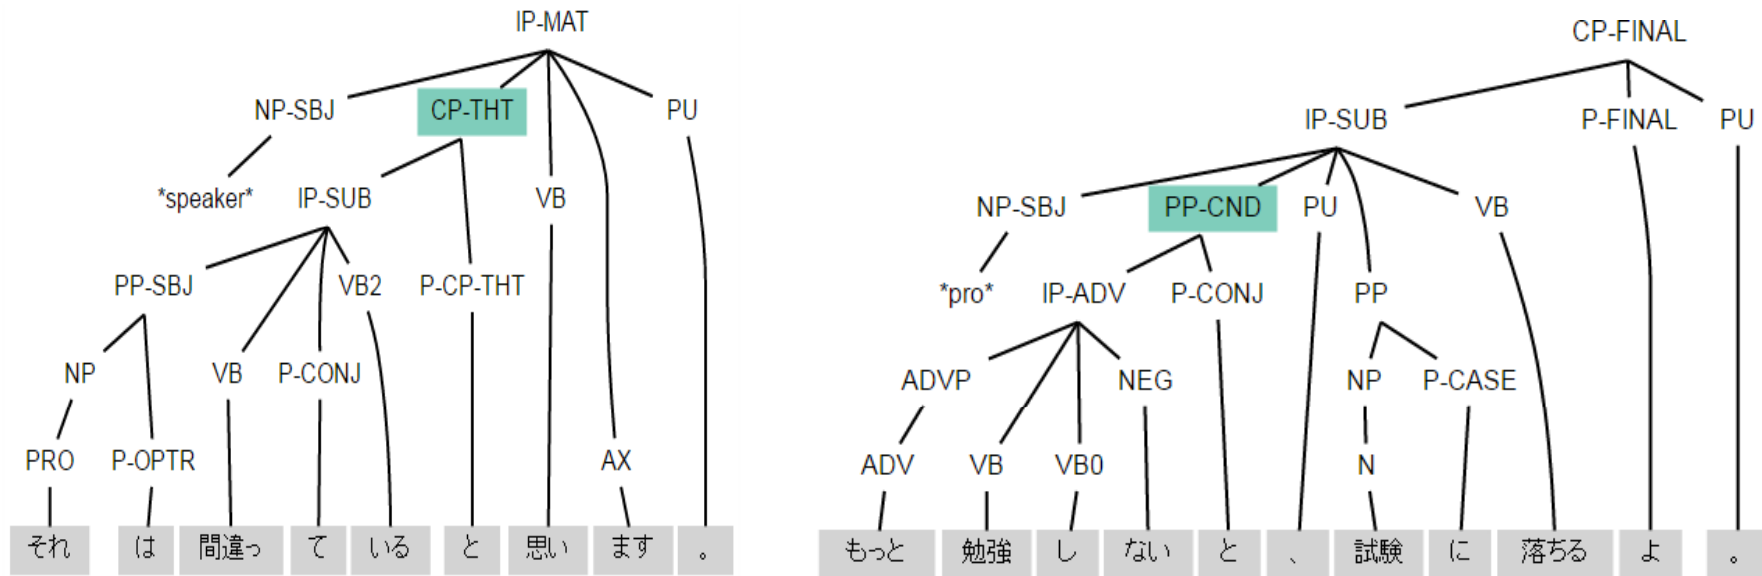 IP-MAT
NP-SBJ CP-THT PU
*speaker* IP-SUB VB
PP-SBJ VB2 P-CP-THT
NP VB P-CONJ
PRO P-OPTR AX
それ は 間違っ て いる と 思い ます 。
CP-FINAL
IP-SUB P-FINAL PU
NP-SBJ PP-CND PU VB
*pro* IP-ADV P-CONJ PP
ADVP NEG NP P-CASE
ADV VB VB0 N
もっと 勉強 し ない と 、 試験 に 落ちる よ 。